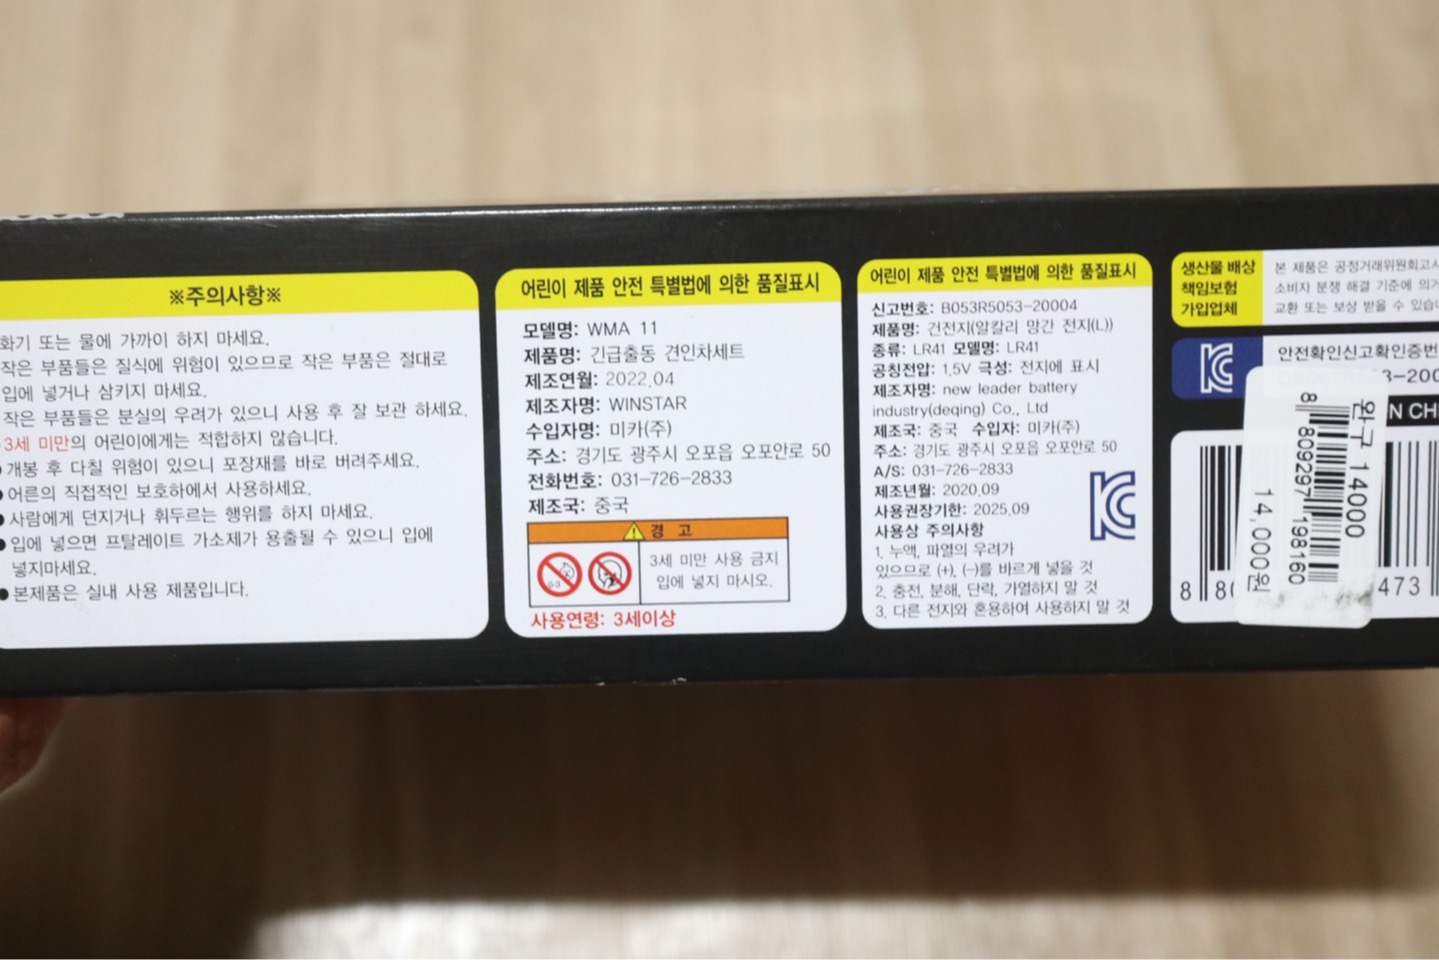 ※주의사항※
화기 또는 물에 가까이 하지 마세요.
작은 부품들은 질식에 위험이 있으므로 작은 부품은 절대로
입에 넣거나 삼키지 마세요.
작은 부품들은 분실의 우려가 있으니 사용 후 잘 보관 하세요.
3세 미만의 어린이에게는 적합하지 않습니다.
개봉 후 다칠 위험이 있으니 포장재를 바로 버려주세요.
●어른의 직접적인 보호하에서 사용하세요.
●사람에게 던지거나 휘두르는 행위를 하지 마세요.
●입에 넣으면 프탈레이트 가소제가 용출될 수 있으니 입에
넣지마세요.
●본제품은 실내 사용 제품입니다.
어린이 제품 안전 특별법에 의한 품질표시
모델명: WMA 11
제품명: 긴급출동 견인차세트
제조연월: 2022.04
제조자명: WINSTAR
수입자명: 미카(주)
주소: 경기도 광주시 오포읍 오포안로 50
전화번호: 031-726-2833
제조국: 중국
경 고
0-3
3세 미만 사용 금지
입에 넣지 마시오.
사용연령: 3세이상
어린이 제품 안전 특별법에 의한 품질표시
신고번호: B053R5053-20004
제품명: 건전지(알칼리 망간 전지(L))
종류: LR41 모델명: LR41
공칭전압: 1.5V 극성: 전지에 표시
제조자명: new leader battery
industry(deqing) Co., Ltd
제조국: 중국 수입자: 미카(주)
주소: 경기도 광주시 오포읍 오포안로 50
A/S: 031-726-2833
제조년월: 2020.09
사용권장기한: 2025.09
사용상 주의사항
1. 누액, 파열의 우려가
있으므로 (+), (-)를 바르게 넣을 것
2. 충전, 분해, 단락, 가열하지 말 것
3. 다른 전지와 혼용하여 사용하지 말 것
생산물 배상
책임보험
가입업체
본 제품은 공정거래위원회고시
소비자 분쟁 해결 기준에 의거
교환 또는 보상 받을 수 있습니
안전확인신고확인증번
3-200
N CHI
완구 14000
8 809297 198160
14,000원
8 80
473